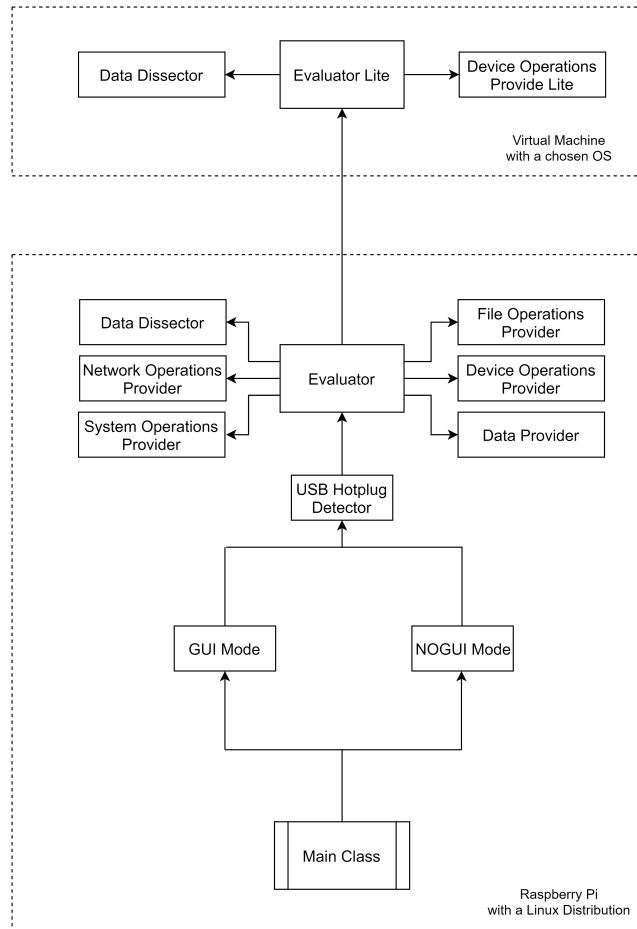 Data Dissector
Evaluator Lite
Device Operations
Provide Lite
Virtual Machine
with a chosen OS
Data Dissector
File Operations
Provider
Network Operations
Provider
Evaluator
Device Operations
Provider
System Operations
Provider
Data Provider
USB Hotplug
Detector
GUI Mode
NOGUI Mode
Main Class
Raspberry Pi
with a Linux Distribution